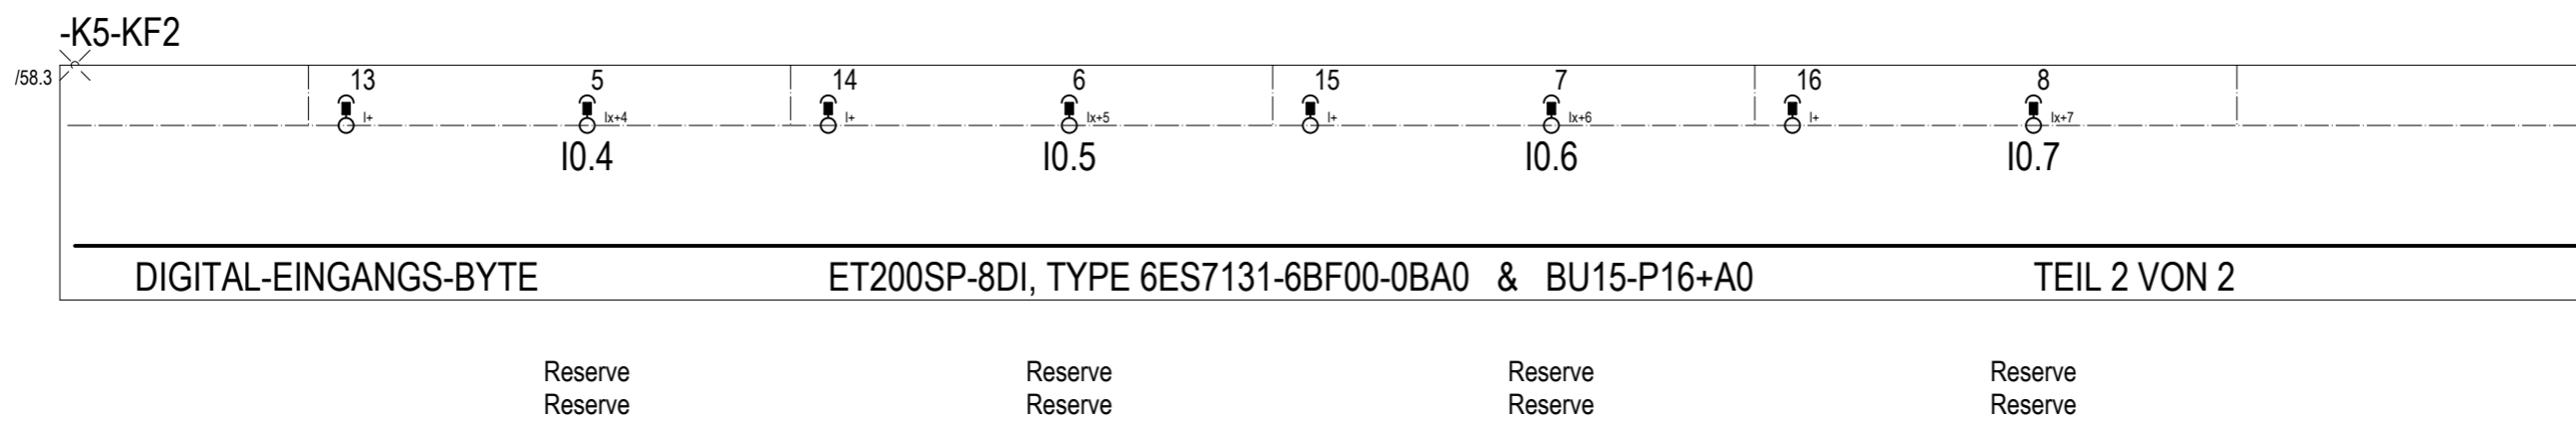 -K5-KF2
/58.3
13 5 14 6 15 7 16 8
I+ Ix+4 I+ Ix+5 I+ Ix+6 I+ Ix+7
I0.4 I0.5 I0.6 I0.7
DIGITAL-EINGANGS-BYTE ET200SP-8DI, TYPE 6ES7131-6BF00-0BA0 & BU15-P16+A0 TEIL 2 VON 2
Reserve Reserve Reserve Reserve
Reserve Reserve Reserve Reserve